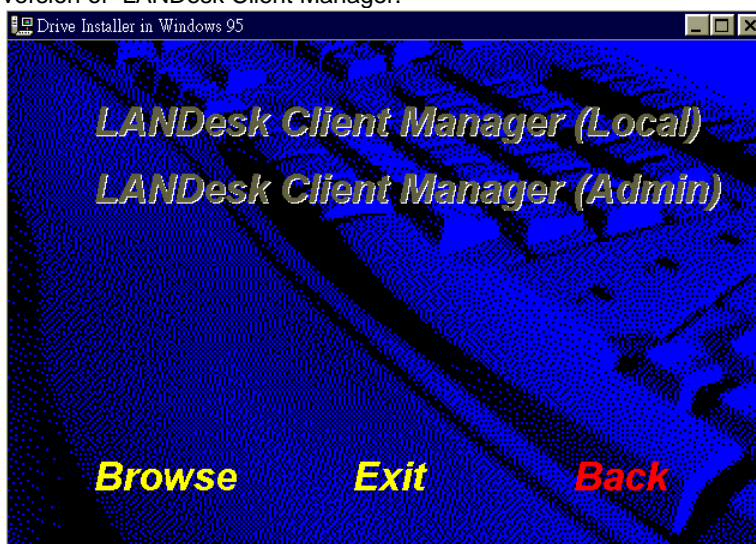 version of  LANDesk Client Manager.
Drive Installer in Windows 95
LANDesk Client Manager (Local)
LANDesk Client Manager (Admin)
Browse Exit Back